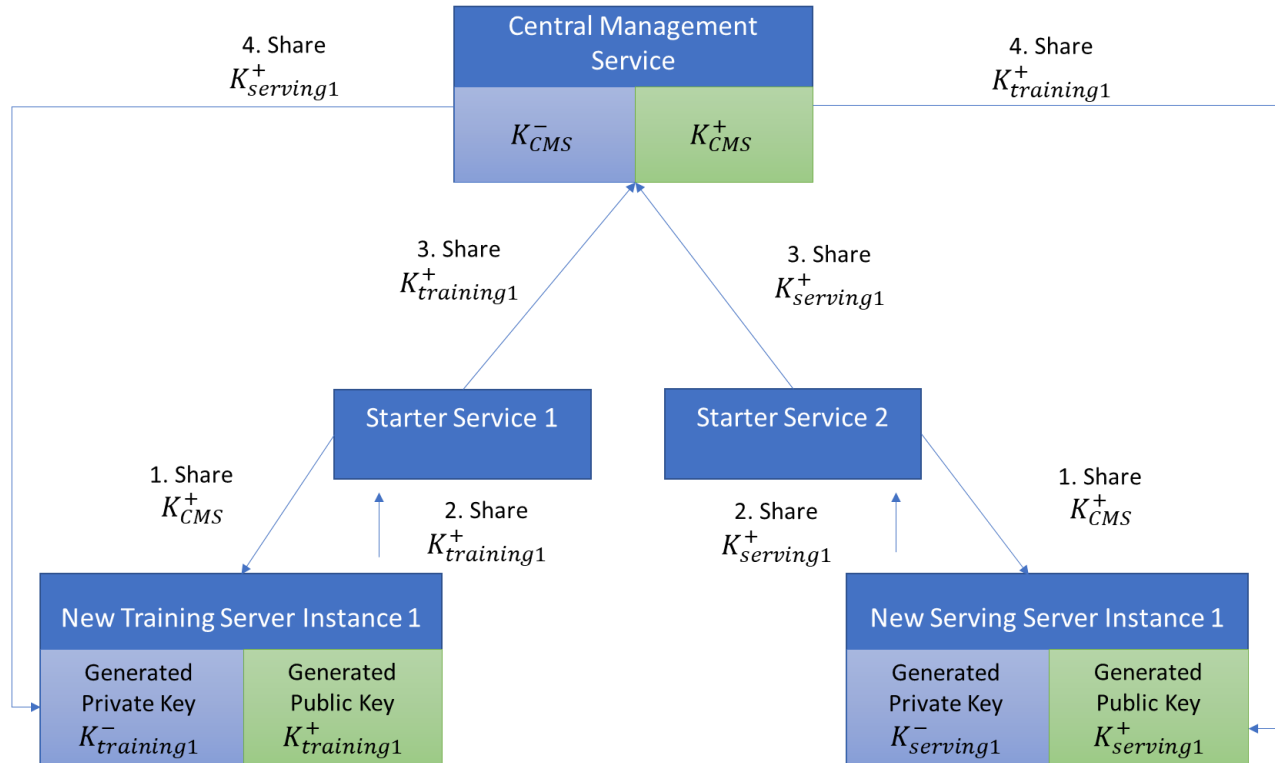 Central Management
Service
4. Share
K⁺serving1
4. Share
K⁺training1
K⁻CMS
K⁺CMS
3. Share
K⁺training1
3. Share
K⁺serving1
Starter Service 1
Starter Service 2
1. Share
K⁺CMS
2. Share
K⁺training1
2. Share
K⁺serving1
1. Share
K⁺CMS
New Training Server Instance 1
Generated
Private Key
K⁻training1
Generated
Public Key
K⁺training1
New Serving Server Instance 1
Generated
Private Key
K⁻serving1
Generated
Public Key
K⁺serving1